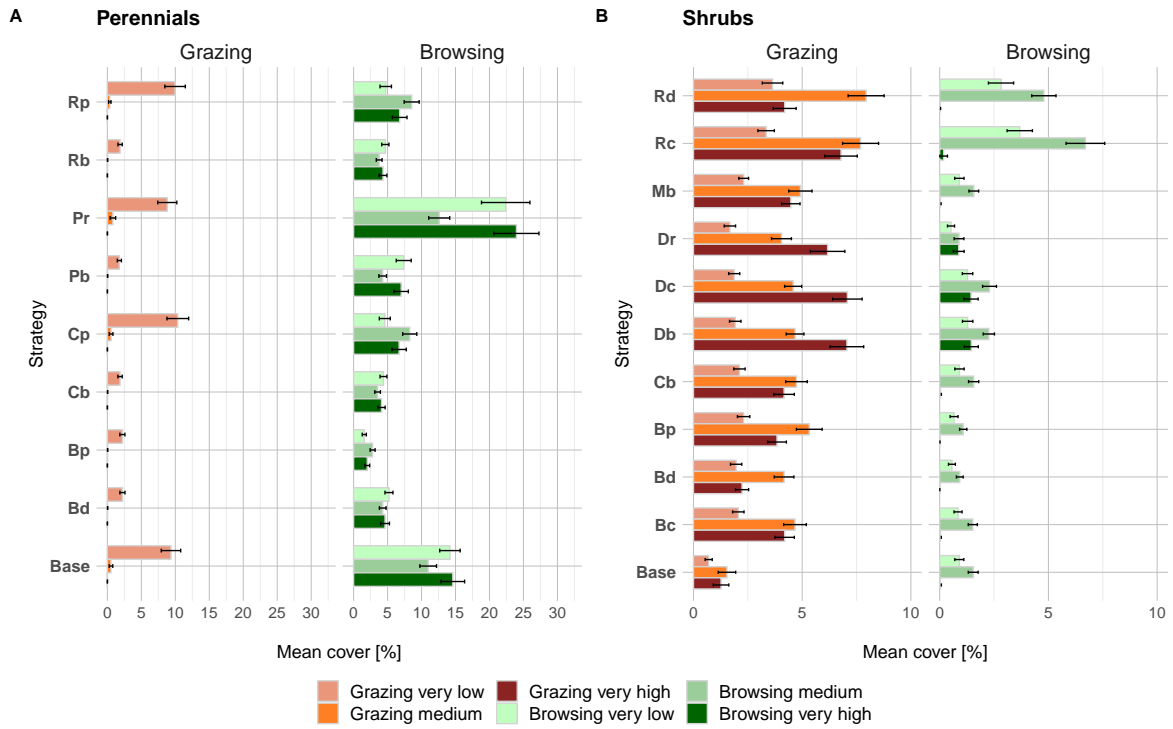 A Perennials
Grazing Browsing
Strategy
Rp
Rb
Pr
Pb
Cp
Cb
Bp
Bd
Base
0 5 10 15 20 25 30 0 5 10 15 20 25 30
Mean cover [%]
B Shrubs
Grazing Browsing
Strategy
Rd
Rc
Mb
Dr
Dc
Db
Cb
Bp
Bd
Bc
Base
0 5 10 0 5 10
Mean cover [%]
Grazing very low Grazing very high Browsing medium
Grazing medium Browsing very low Browsing very high